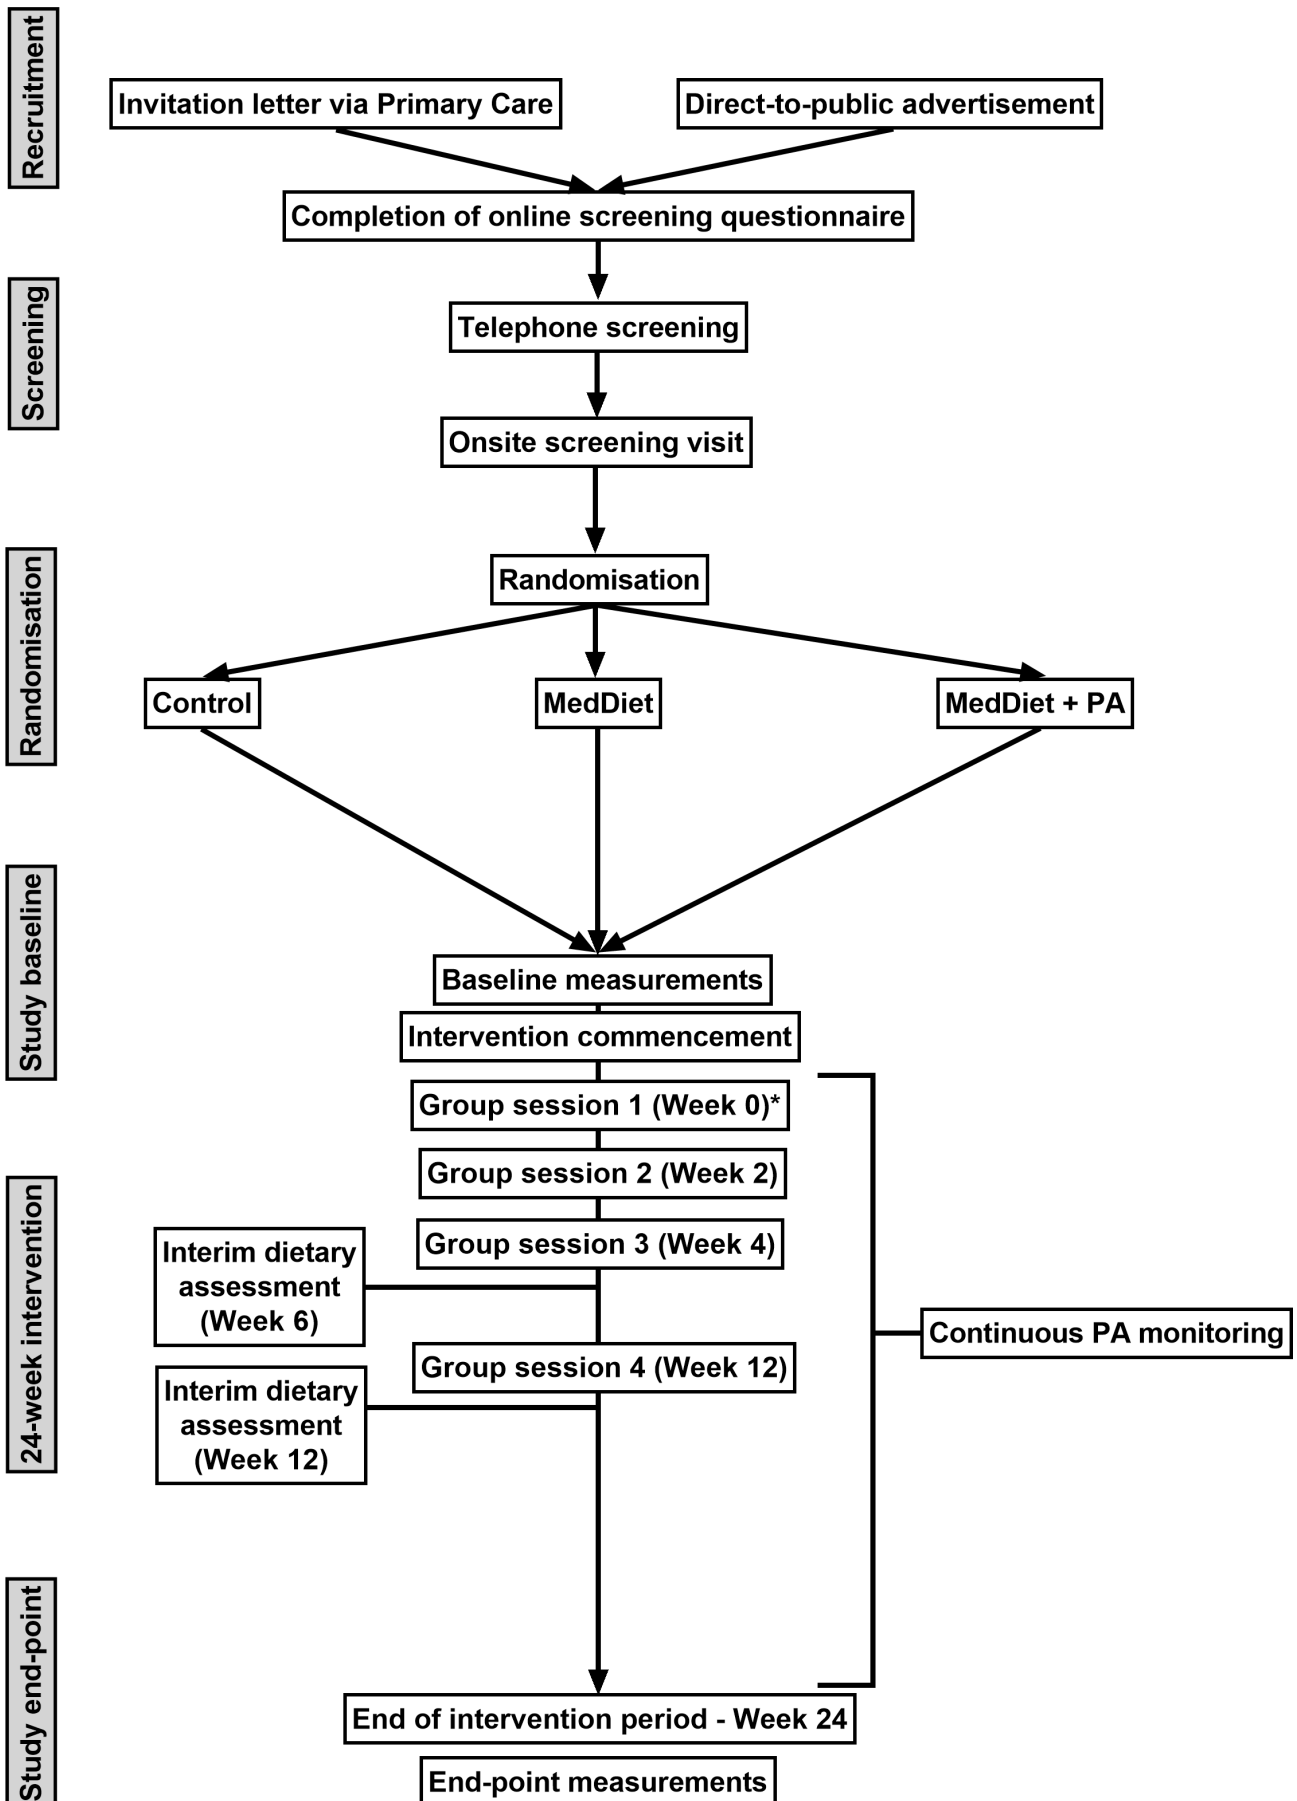 Recruitment
Invitation letter via Primary Care
Direct-to-public advertisement
Completion of online screening questionnaire
Screening
Telephone screening
Onsite screening visit
Randomisation
Randomisation
Control
MedDiet
MedDiet + PA
Study baseline
Baseline measurements
Intervention commencement
Group session 1 (Week 0)*
24-week intervention
Group session 2 (Week 2)
Group session 3 (Week 4)
Interim dietary
assessment
(Week 6)
Continuous PA monitoring
Group session 4 (Week 12)
Interim dietary
assessment
(Week 12)
Study end-point
End of intervention period - Week 24
End-point measurements